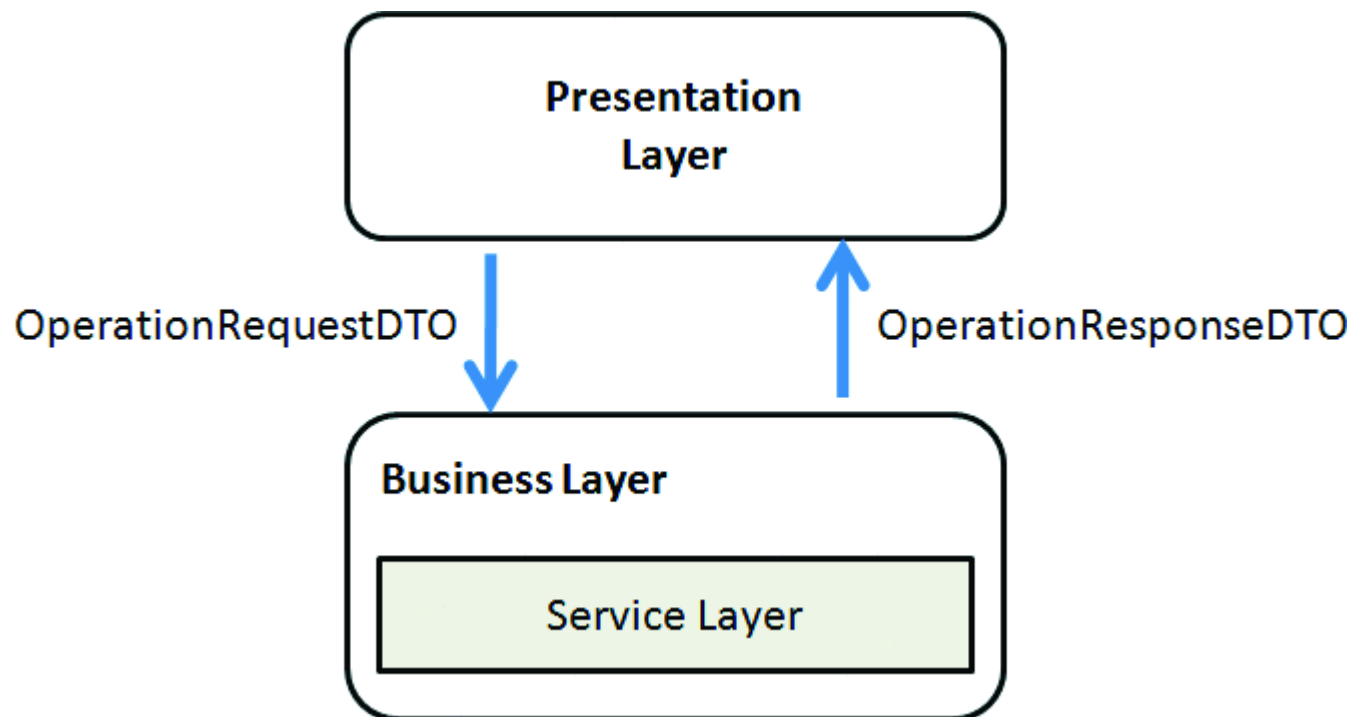 Presentation
Layer
OperationRequestDTO
OperationResponseDTO
Business Layer
Service Layer